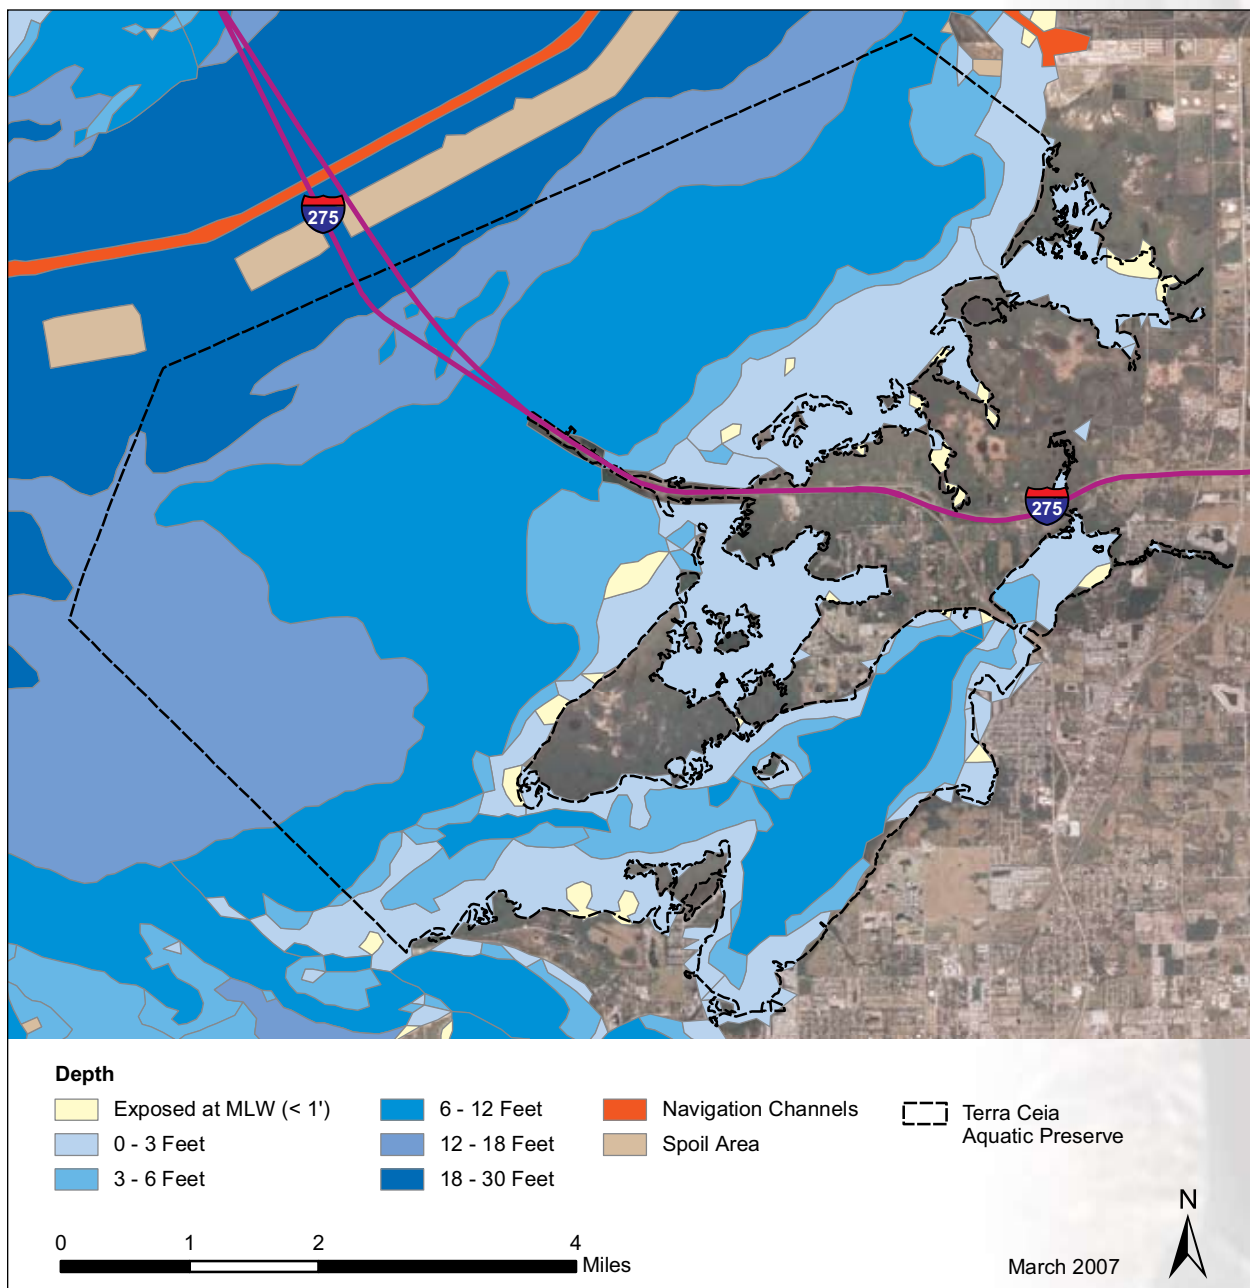 275
275
Depth
Exposed at MLW (< 1')
0 - 3 Feet
3 - 6 Feet
6 - 12 Feet
12 - 18 Feet
18 - 30 Feet
Navigation Channels
Spoil Area
Terra Ceia
Aquatic Preserve
0 1 2 4
Miles
March 2007
N